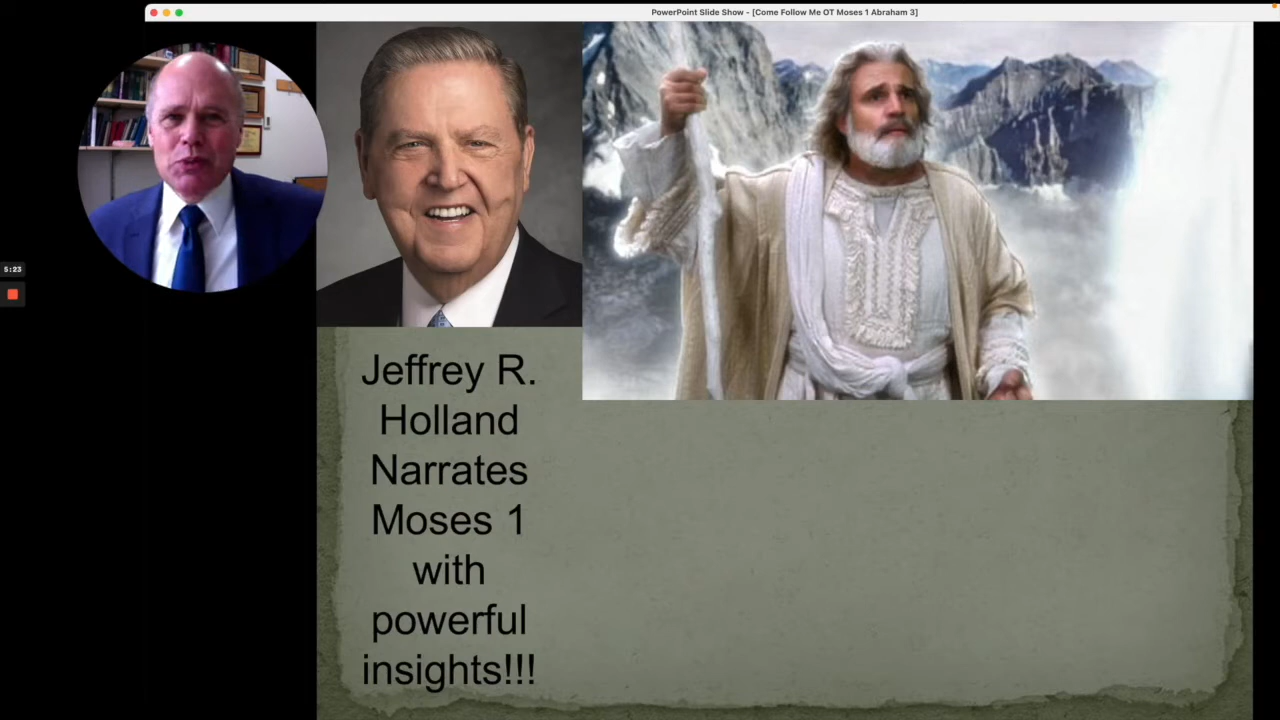 PowerPoint Slide Show - [Come Follow Me OT Moses 1 Abraham 3]
5:23
Jeffrey R.
Holland
Narrates
Moses 1
with
powerful
insights!!!